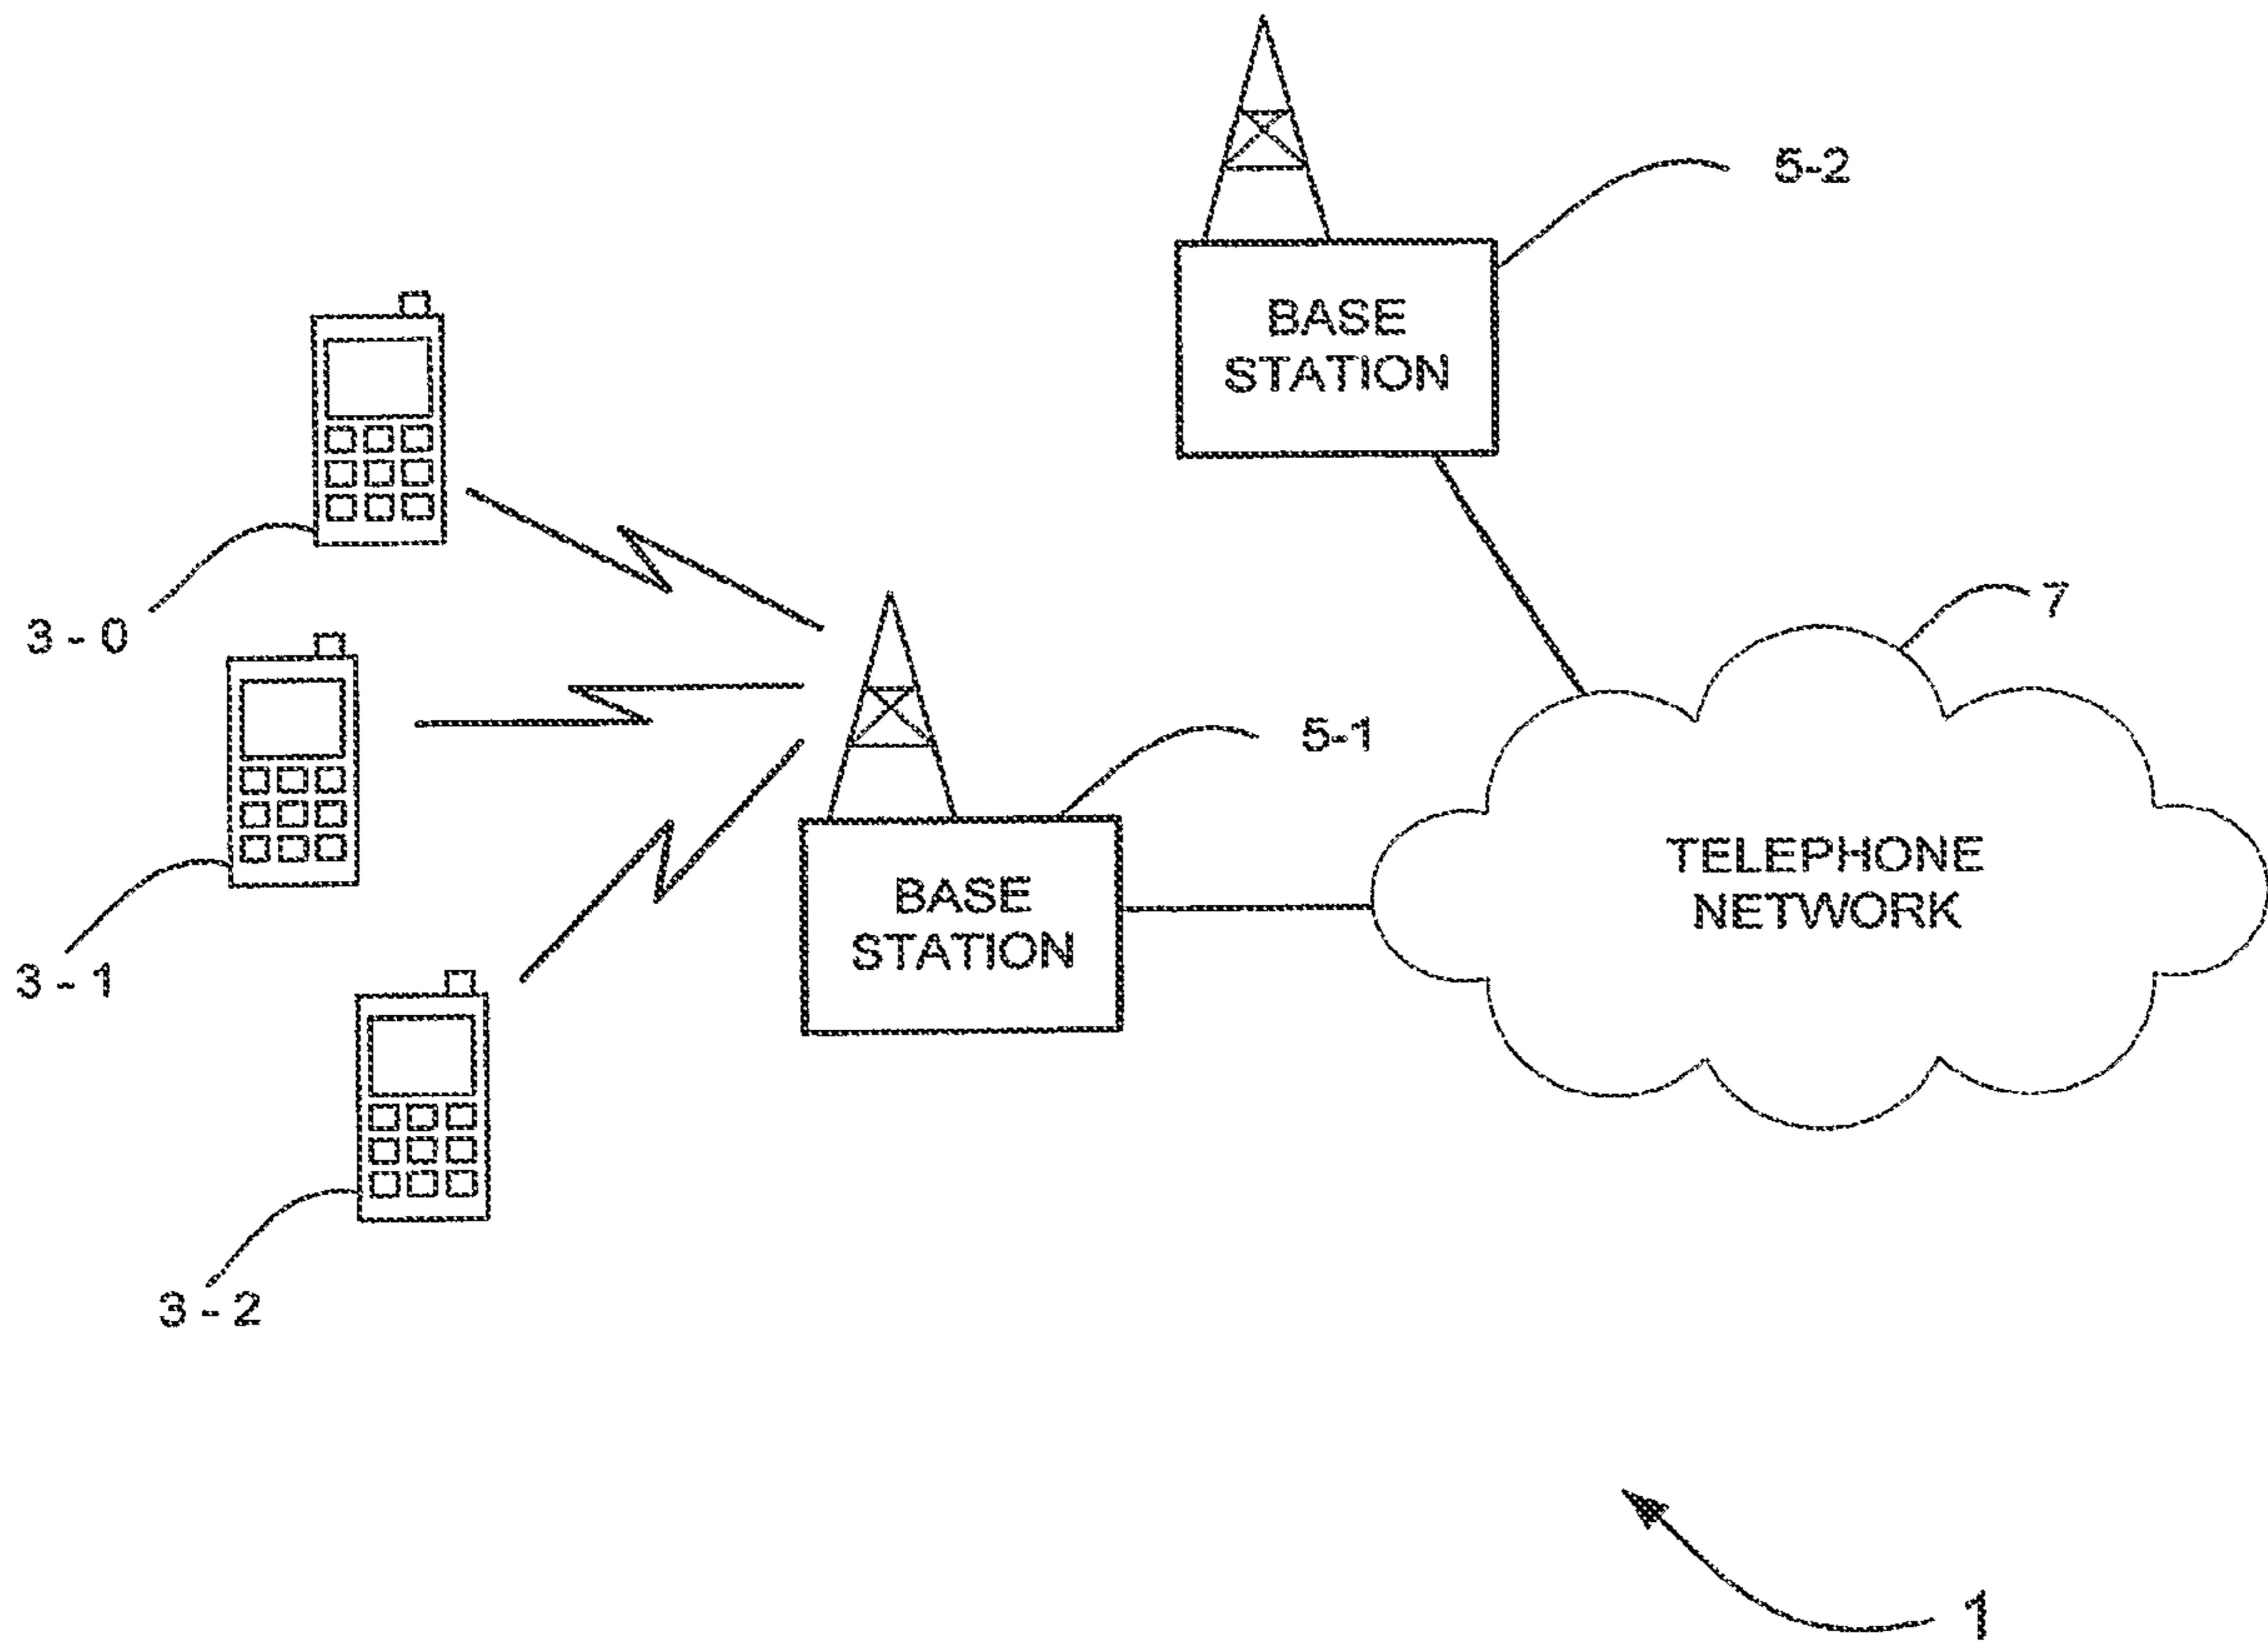 5-2
BASE
STATION
7
3 - 0
5-1
TELEPHONE
NETWORK
BASE
STATION
3 - 1
3 - 2
1